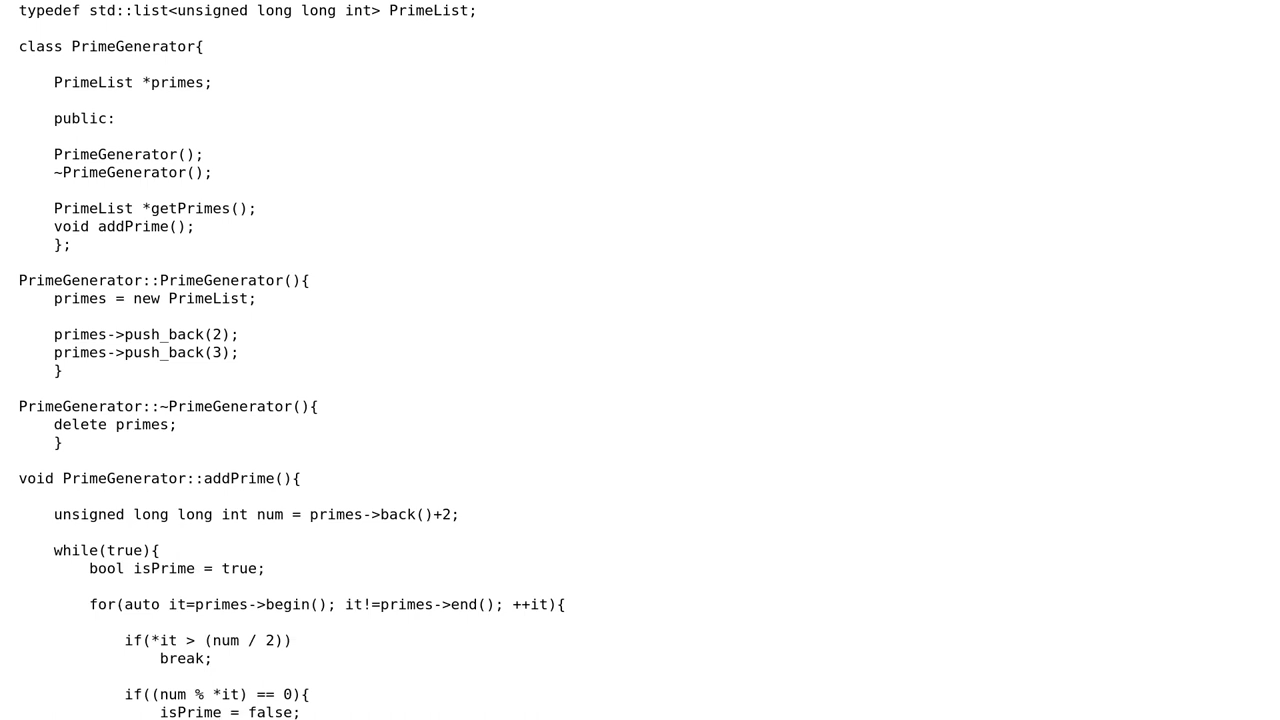 typedef std::list<unsigned long long int> PrimeList;
class PrimeGenerator{
    PrimeList *primes;
    public:
    PrimeGenerator();
    ~PrimeGenerator();
    PrimeList *getPrimes();
    void addPrime();
    };
PrimeGenerator::PrimeGenerator(){
    primes = new PrimeList;
    primes->push_back(2);
    primes->push_back(3);
    }
PrimeGenerator::~PrimeGenerator(){
    delete primes;
    }
void PrimeGenerator::addPrime(){
    unsigned long long int num = primes->back()+2;
    while(true){
        bool isPrime = true;
        for(auto it=primes->begin(); it!=primes->end(); ++it){
            if(*it > (num / 2))
                break;
            if((num % *it) == 0){
                isPrime = false;